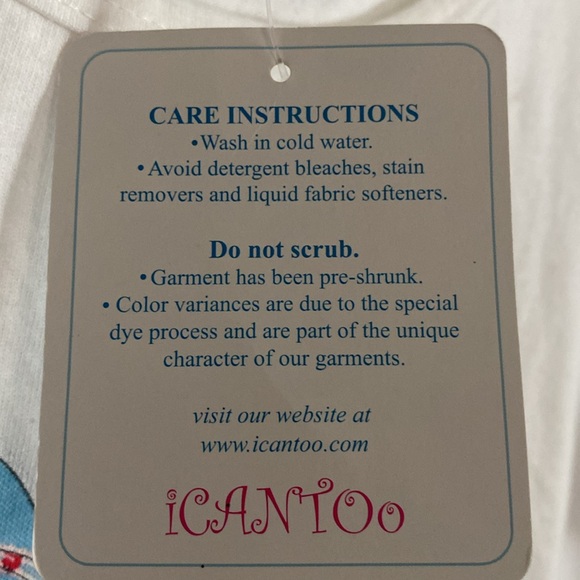 CARE INSTRUCTIONS
•Wash in cold water.
•Avoid detergent bleaches, stain
removers and liquid fabric softeners.
Do not scrub.
•Garment has been pre-shrunk.
• Color variances are due to the special
dye process and are part of the unique
character of our garments.
visit our website at
www.icantoo.com
iCANTOo